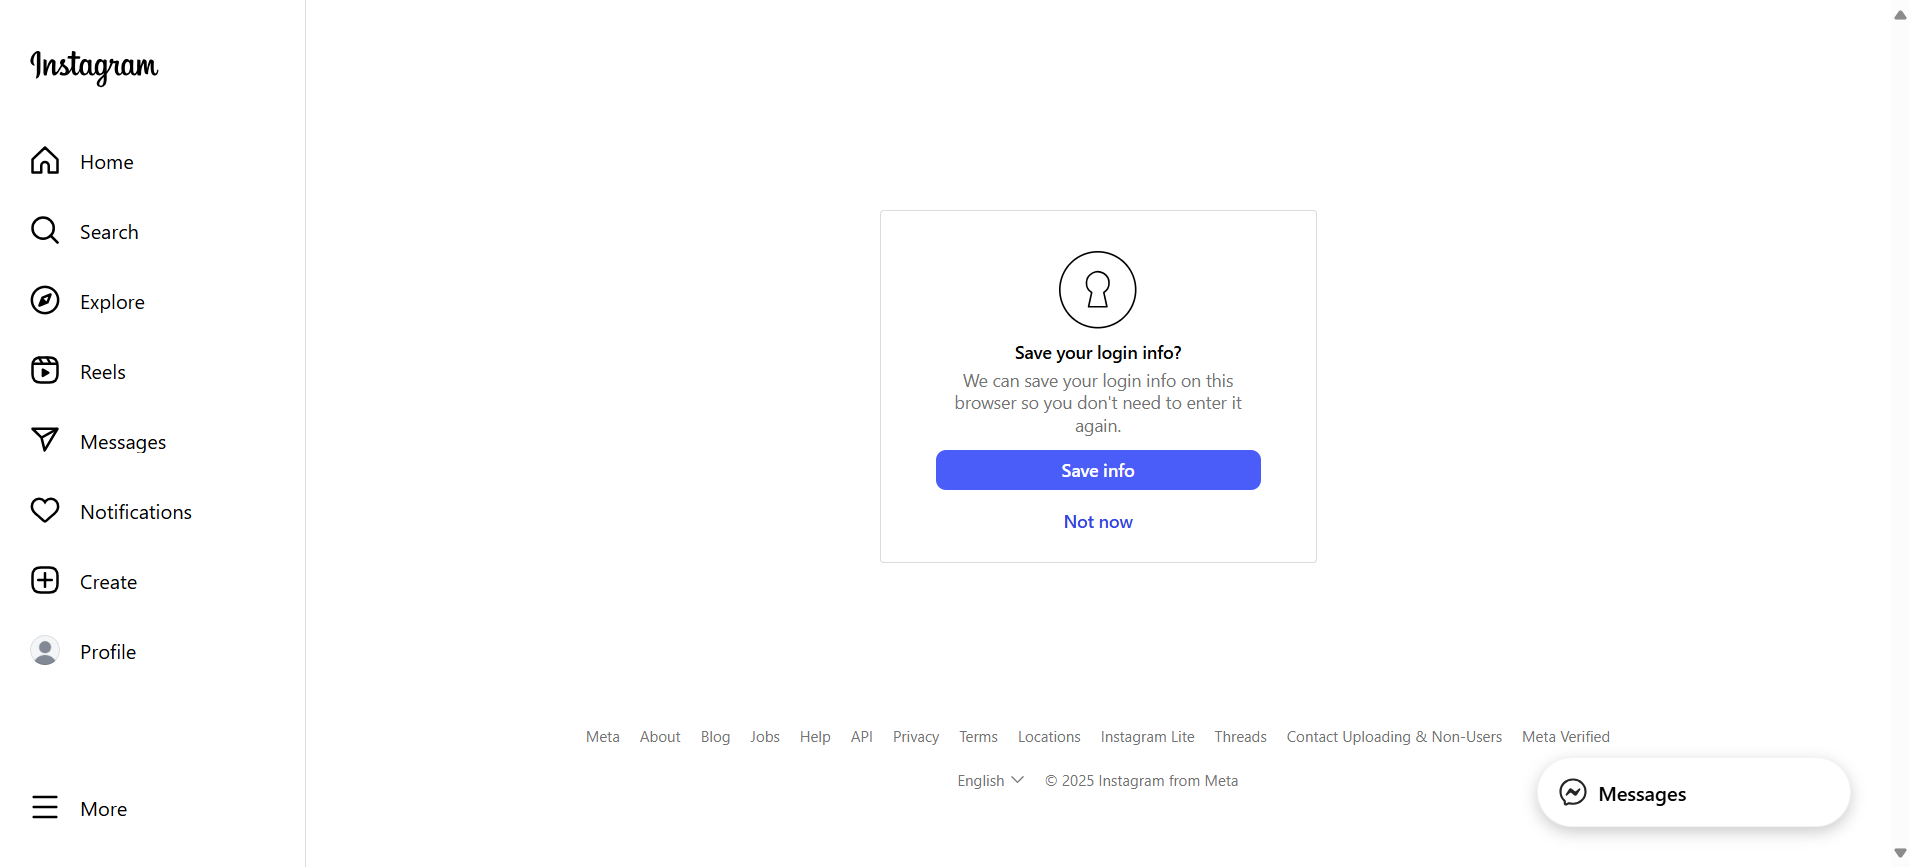 Instagram
Home
Search
Explore
Reels
Messages
Notifications
Create
Profile
More
Save your login info?
We can save your login info on this
browser so you don't need to enter it
again.
Save info
Not now
Meta About Blog Jobs Help API Privacy Terms Locations Instagram Lite Threads Contact Uploading & Non-Users Meta Verified
English © 2025 Instagram from Meta
Messages